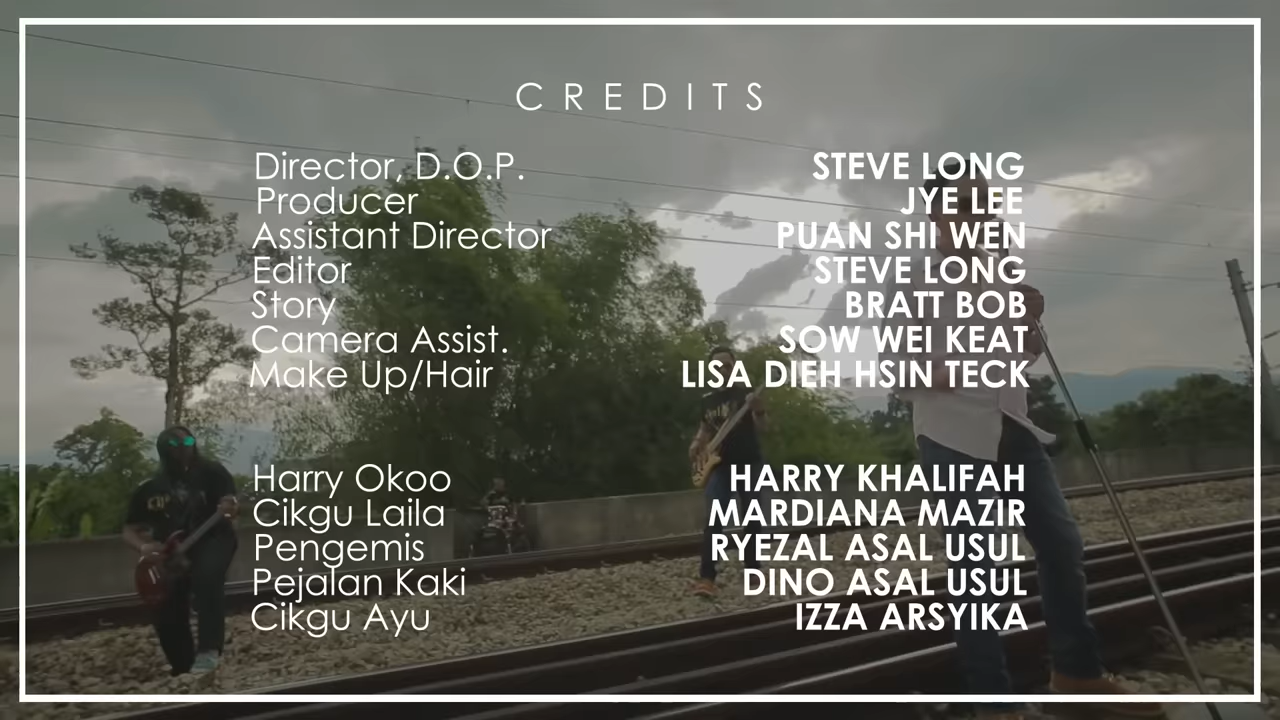 CREDITS
Director, D.O.P. STEVE LONG
Producer JYE LEE
Assistant Director PUAN SHI WEN
Editor STEVE LONG
Story BRATT BOB
Camera Assist. SOW WEI KEAT
Make Up/Hair LISA DIEH HSIN TECK
Harry Okoo HARRY KHALIFAH
Cikgu Laila MARDIANA MAZIR
Pengemis RYEZAL ASAL USUL
Pejalan Kaki DINO ASAL USUL
Cikgu Ayu IZZA ARSYIKA